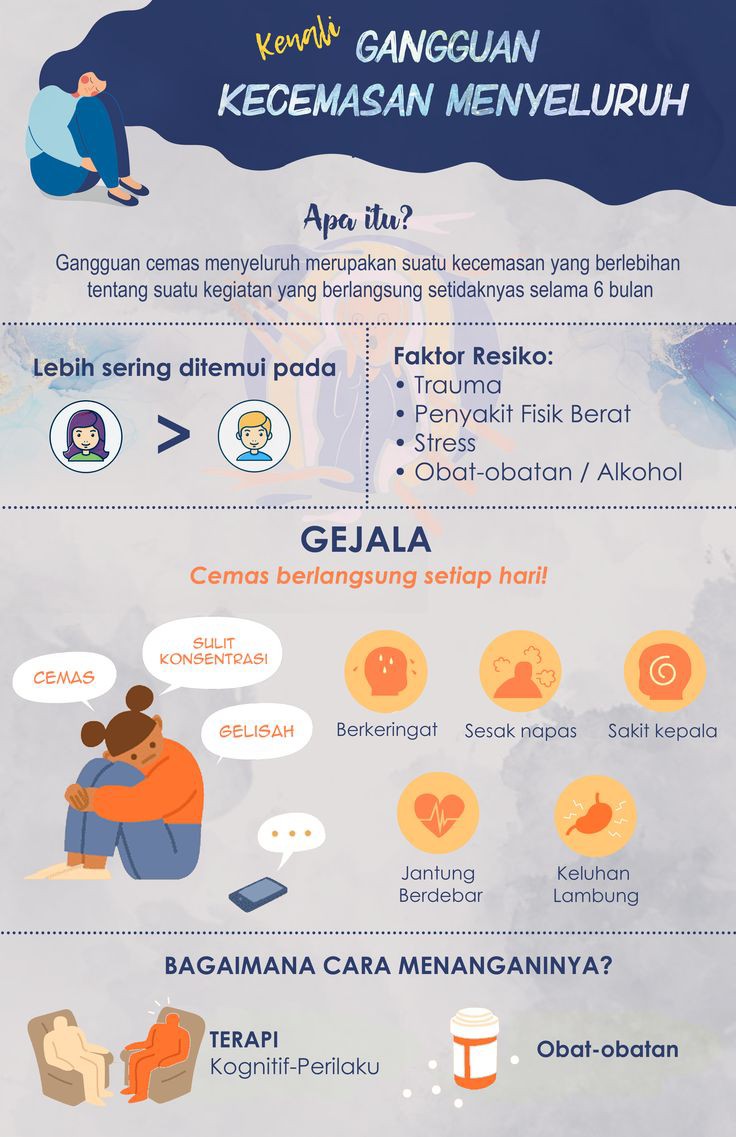 Kenali GANGGUAN
KECEMASAN MENYELURUH
Apa itu?
Gangguan cemas menyeluruh merupakan suatu kecemasan yang berlebihan
tentang suatu kegiatan yang berlangsung setidaknyas selama 6 bulan
Lebih sering ditemui pada
>
Faktor Resiko:
• Trauma
• Penyakit Fisik Berat
• Stress
• Obat-obatan / Alkohol
GEJALA
Cemas berlangsung setiap hari!
CEMAS
SULIT
KONSENTRASI
GELISAH
Berkeringat
Sesak napas
Sakit kepala
Jantung
Berdebar
Keluhan
Lambung
BAGAIMANA CARA MENANGANINYA?
TERAPI
Kognitif-Perilaku
Obat-obatan